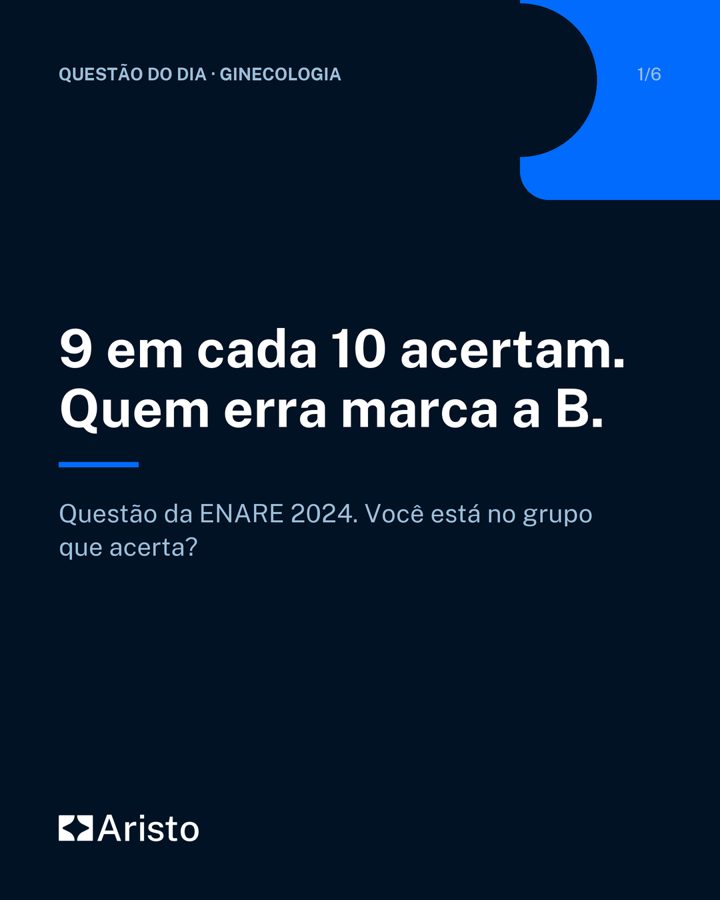 QUESTÃO DO DIA · GINECOLOGIA
1/6
9 em cada 10 acertam.
Quem erra marca a B.
Questão da ENARE 2024. Você está no grupo
que acerta?
Aristo